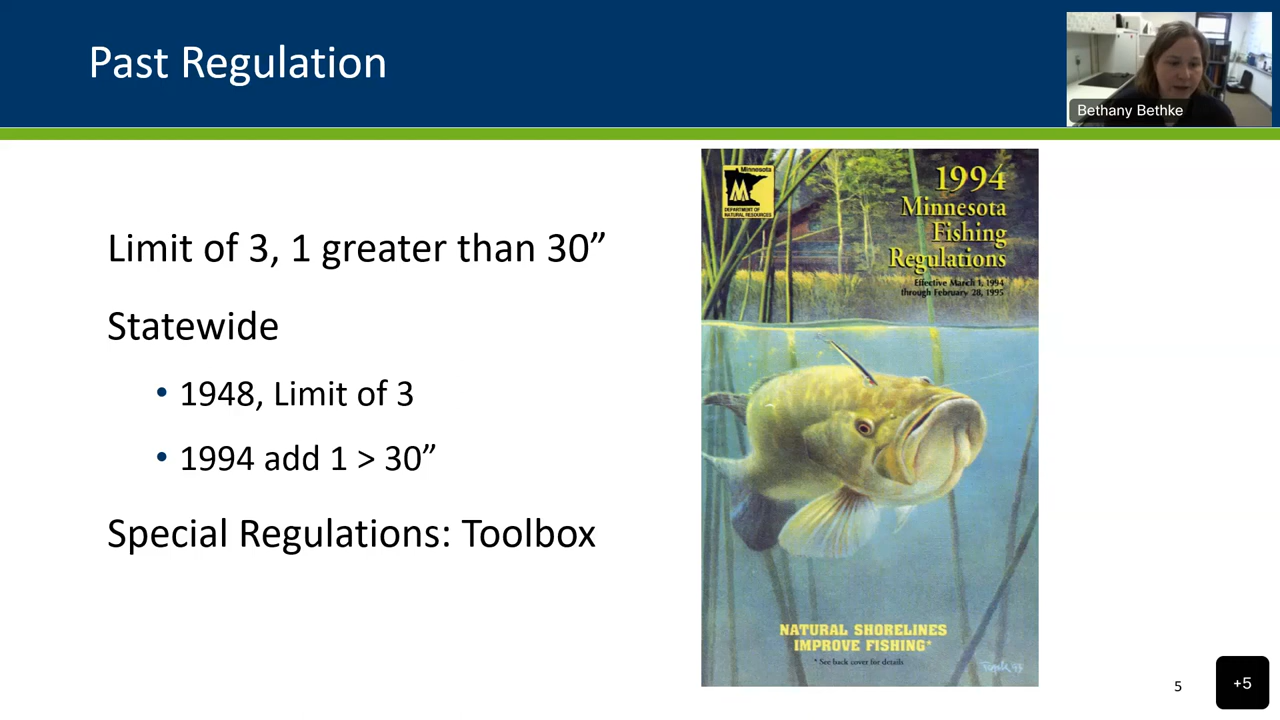 Past Regulation
Bethany Bethke
Limit of 3, 1 greater than 30”
Statewide
• 1948, Limit of 3
• 1994 add 1 > 30”
Special Regulations: Toolbox
Minnesota
DEPARTMENT OF
NATURAL RESOURCES
1994
Minnesota
Fishing
Regulations
Effective March 1, 1994
through February 28, 1995
NATURAL SHORELINES
IMPROVE FISHING*
* See back cover for details
5
+5